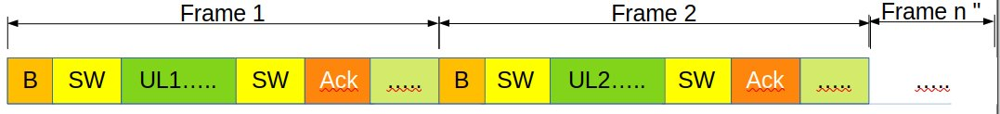 Frame 1 Frame 2 Frame n "
B SW UL1….. SW Ack ….. B SW UL2….. SW Ack ….. …..